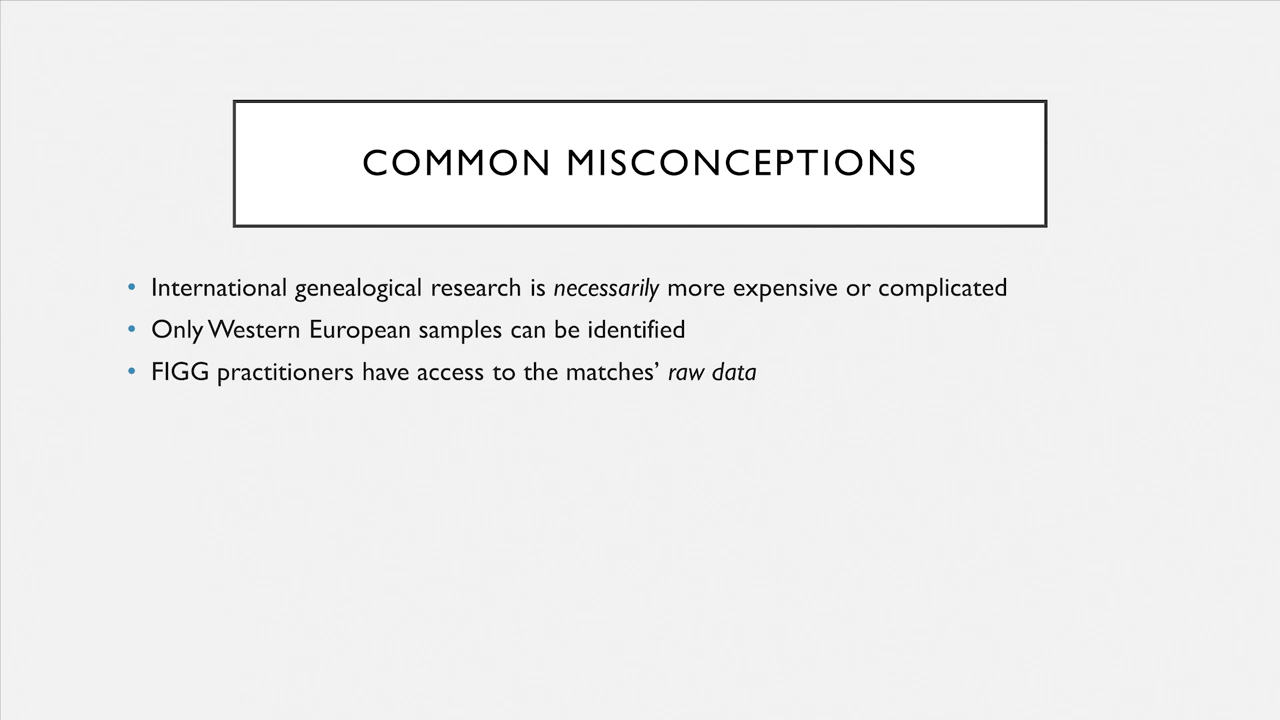 COMMON MISCONCEPTIONS
• International genealogical research is necessarily more expensive or complicated
• Only Western European samples can be identified
• FIGG practitioners have access to the matches’ raw data